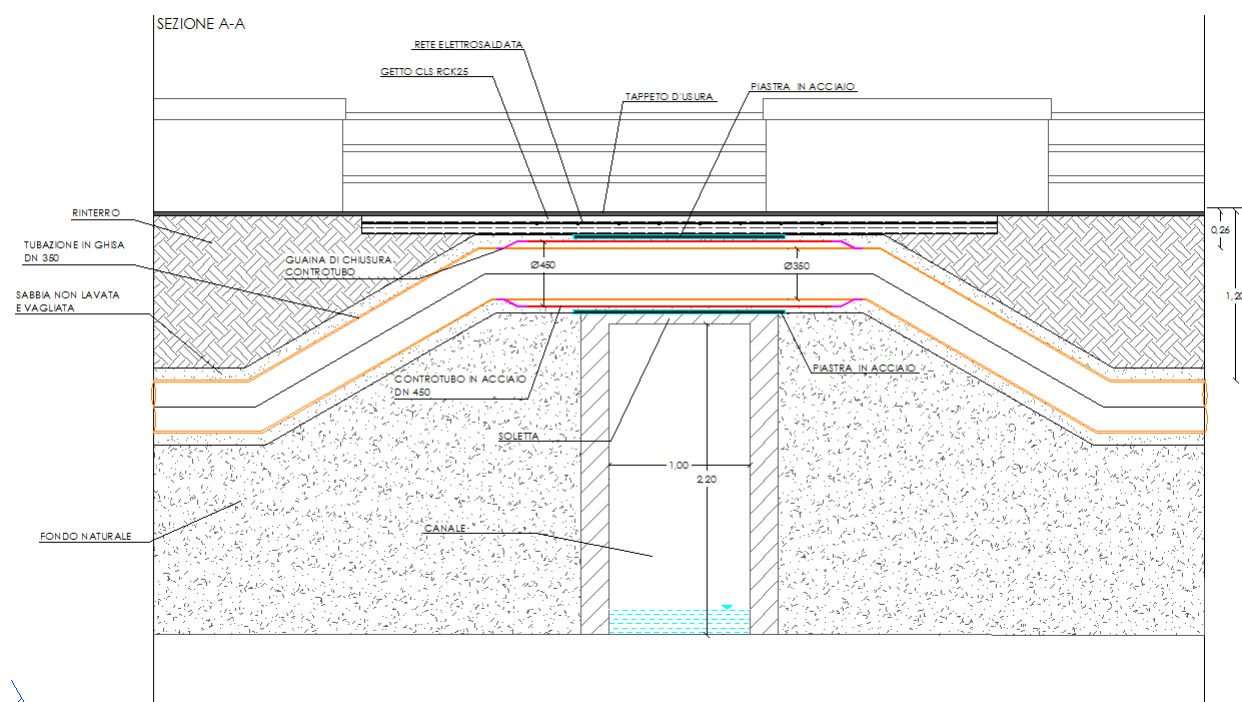 SEZIONE A-A
RETE ELETTROSALDATA
GETTO CLS RCK25
PIASTRA IN ACCIAIO
TAPPETO D'USURA
RINTERRO
0,26
TUBAZIONE IN GHISA
DN 350
GUAINA DI CHIUSURA
CONTROTUBO
Ø450
Ø350
SABBIA NON LAVATA
E VAGLIATA
1,20
CONTROTUBO IN ACCIAIO
DN 450
PIASTRA IN ACCIAIO
SOLETTA
1,00
2,20
CANALE
FONDO NATURALE